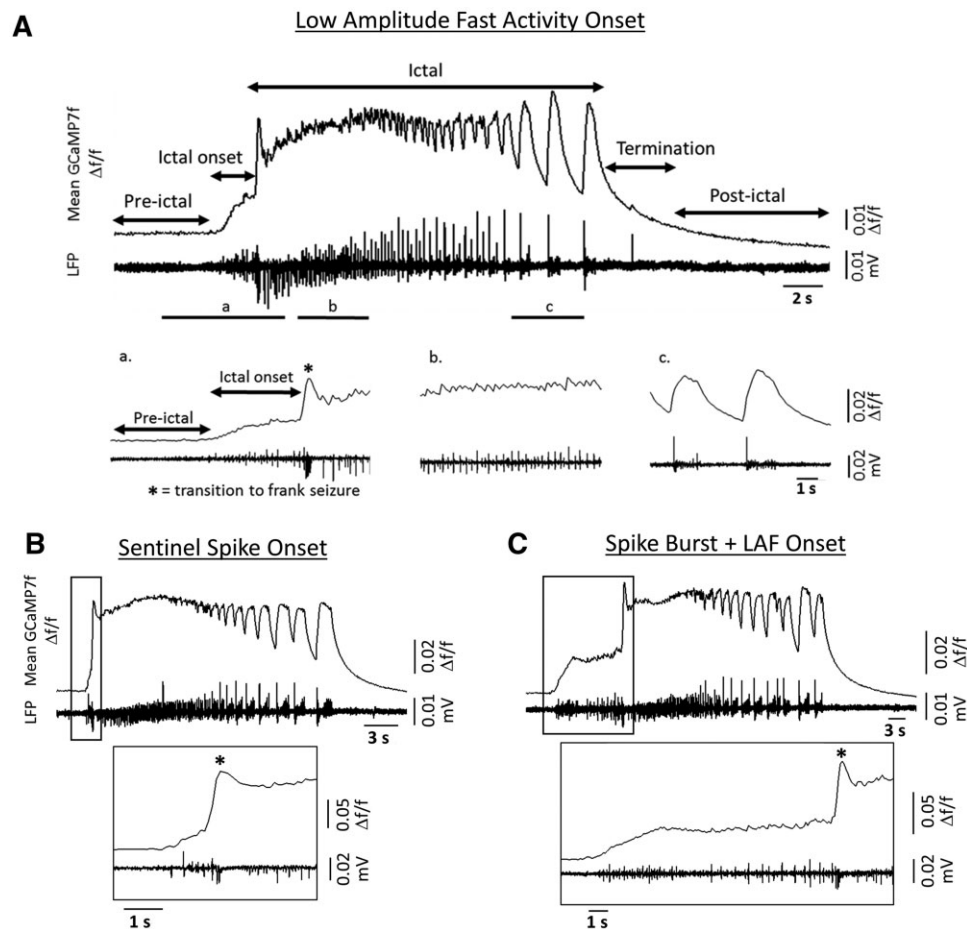 A
Low Amplitude Fast Activity Onset
Ictal
Ictal onset
Pre-ictal
Termination
Post-ictal
Mean GCaMP7f
Δf/f
LFP
0.01
Δf/f
0.01
mV
2 s
a
b
c
a.
Ictal onset
*
Pre-ictal
b.
c.
0.02
Δf/f
0.02
mV
1 s
* = transition to frank seizure
B
Sentinel Spike Onset
Mean GCaMP7f
Δf/f
LFP
0.02
Δf/f
0.01
mV
3 s
*
0.05
Δf/f
0.02
mV
1 s
C
Spike Burst + LAF Onset
0.02
Δf/f
0.01
mV
3 s
*
0.05
Δf/f
0.02
mV
1 s